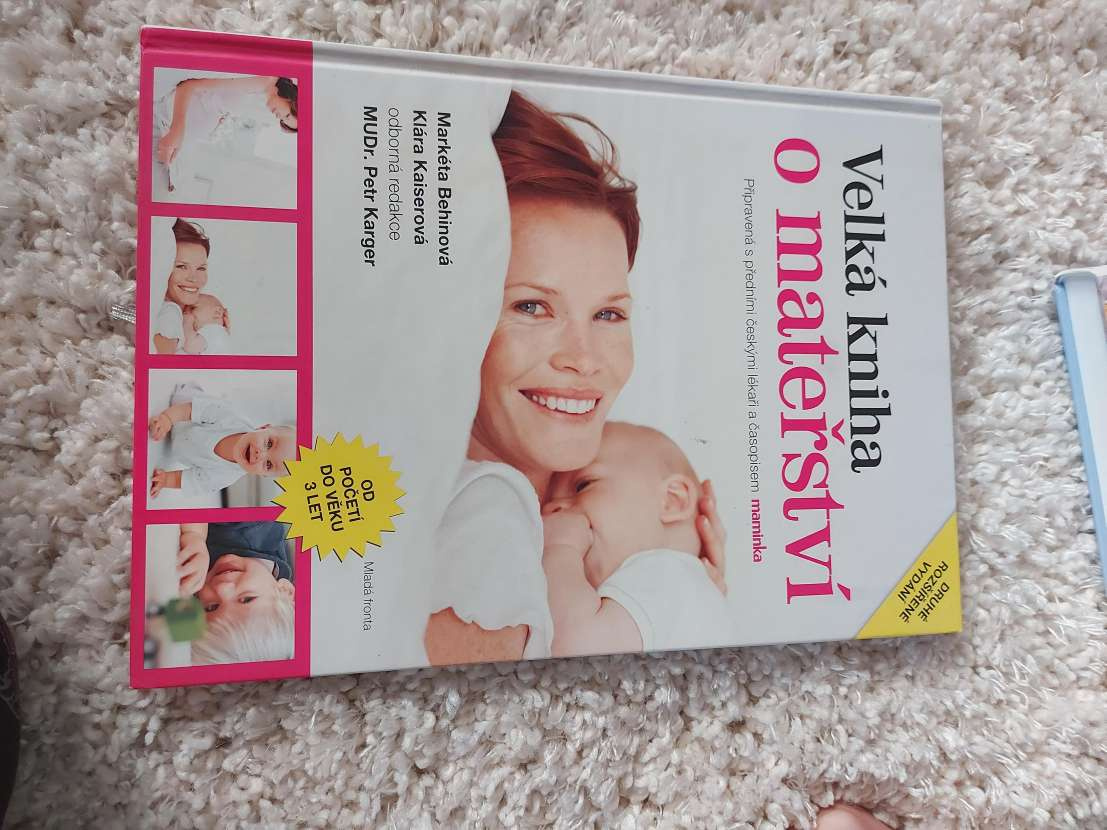 Velká kniha
o mateřství
Připravená s předními českými lékaři a časopisem maminka
DRUHÉ
ROZŠÍŘENÉ
VYDÁNÍ
Markéta Behinová
Klára Kaiserová
odborná redakce
MUDr. Petr Karger
OD
POČETÍ
DO VĚKU
3 LET
Mladá fronta